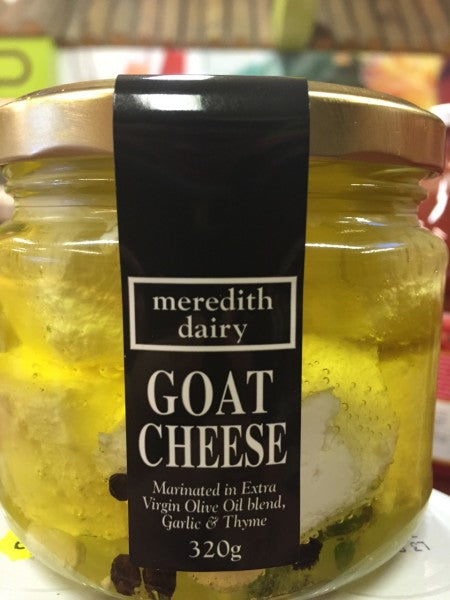 meredith
dairy
GOAT
CHEESE
Marinated in Extra
Virgin Olive Oil blend,
Garlic & Thyme
320g